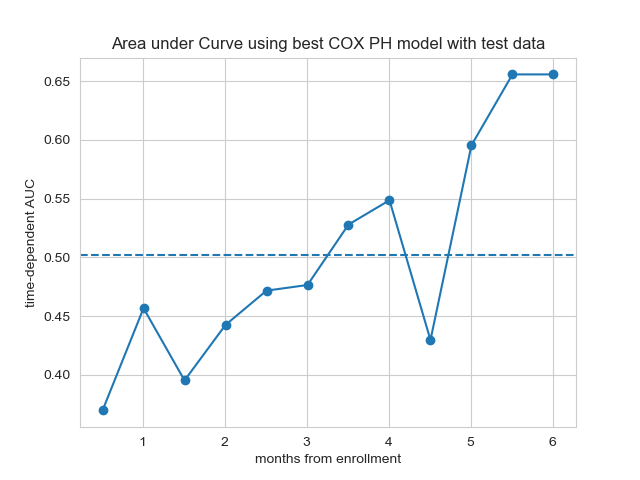 Area under Curve using best COX PH model with test data
time-dependent AUC
0.65
0.60
0.55
0.50
0.45
0.40
1 2 3 4 5 6
months from enrollment